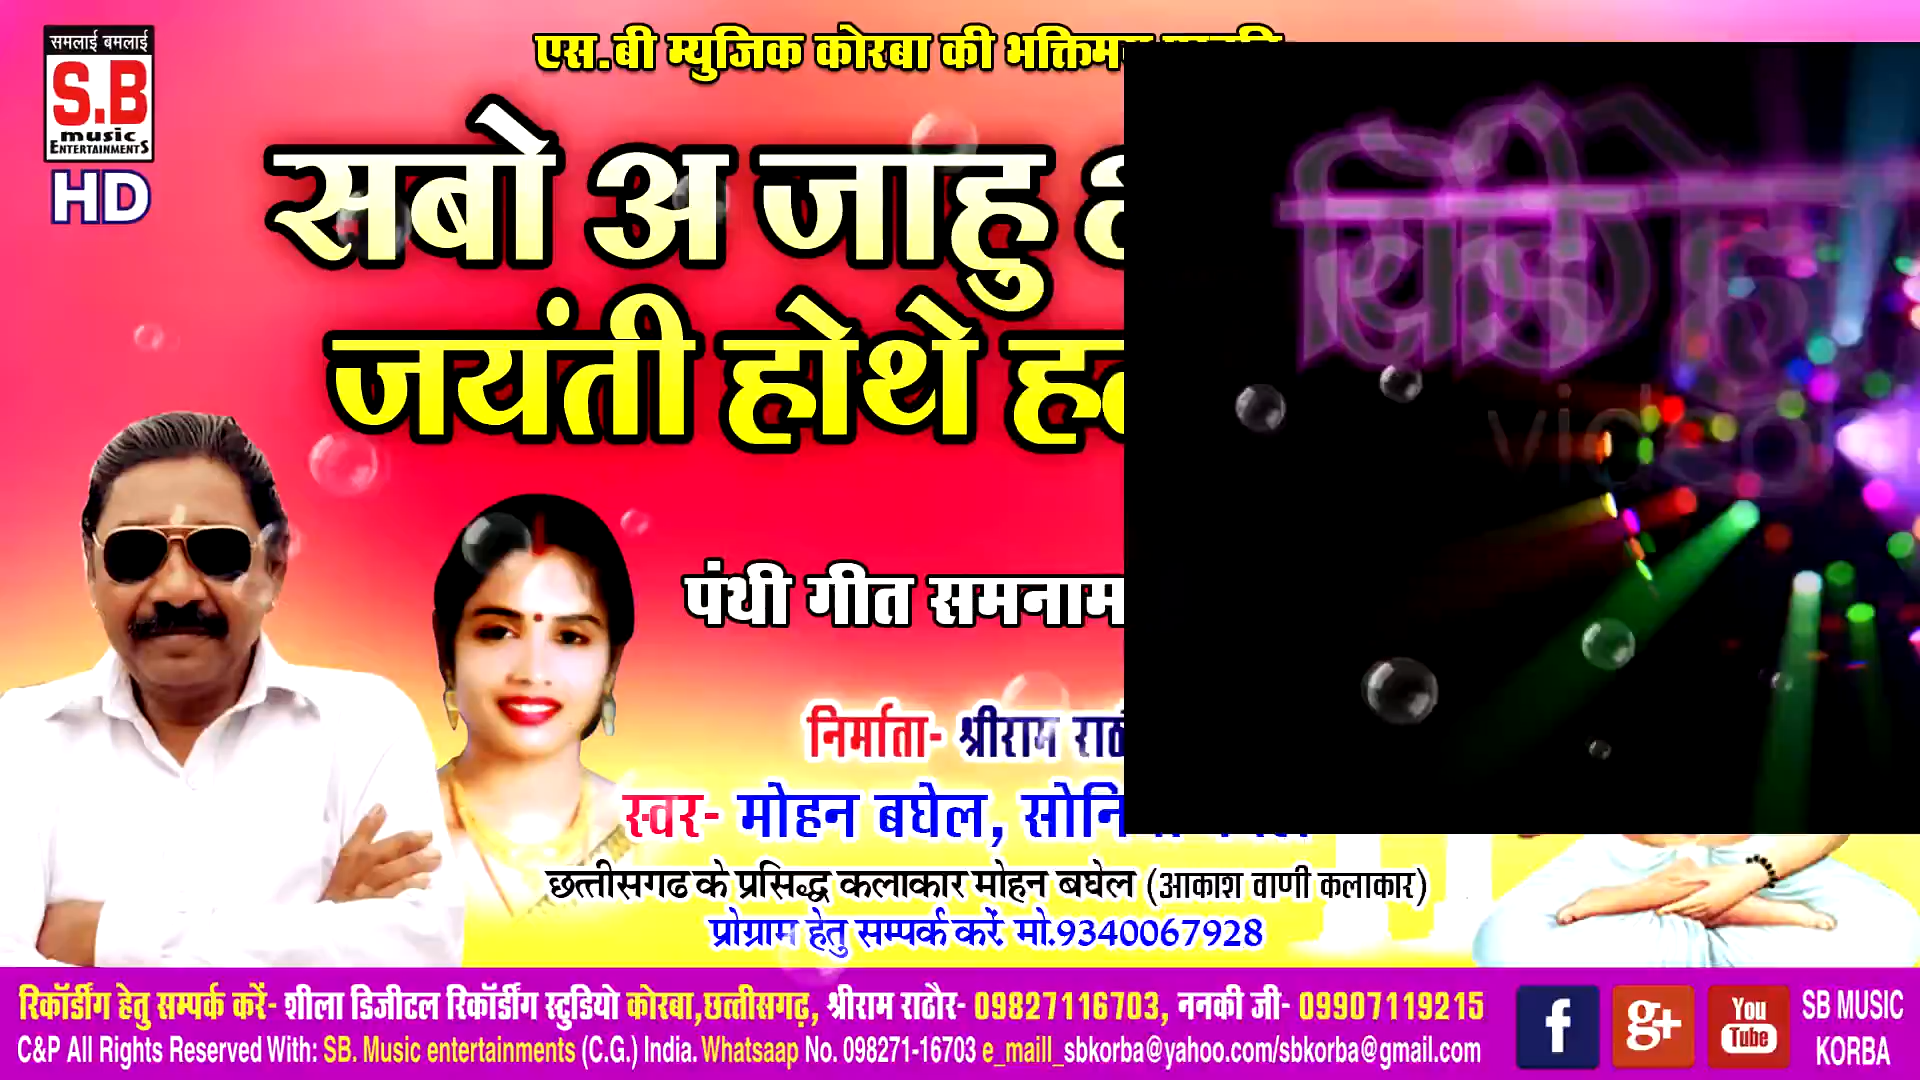 समलाई बमलाई
S.B
music
ENTERTAINMENTS
HD
एस.बी म्युजिक कोरबा की
सबो अ जाहु
जयंती होथे
पंथी गीत समनाम
निर्माता- श्रीराम
स्वर- मोहन बघेल,
छत्तीसगढ के प्रसिद्ध कलाकार मोहन बघेल (आकाश वाणी कलाकार)
प्रोग्राम हेतु सम्पर्क करें मो.9340067928
रिकॉर्डींग हेतु सम्पर्क करें- शीला डिजीटल रिकॉर्डींग स्टुडियो कोरबा,छत्तीसगढ़, श्रीराम राठौर- 09827116703, ननकी जी- 09907119215
C&P All Rights Reserved With: SB. Music entertainments (C.G.) India. Whatsaap No. 098271-16703 e_maill_sbkorba@yahoo.com/sbkorba@gmail.com
f
g+
You
Tube
SB MUSIC
KORBA